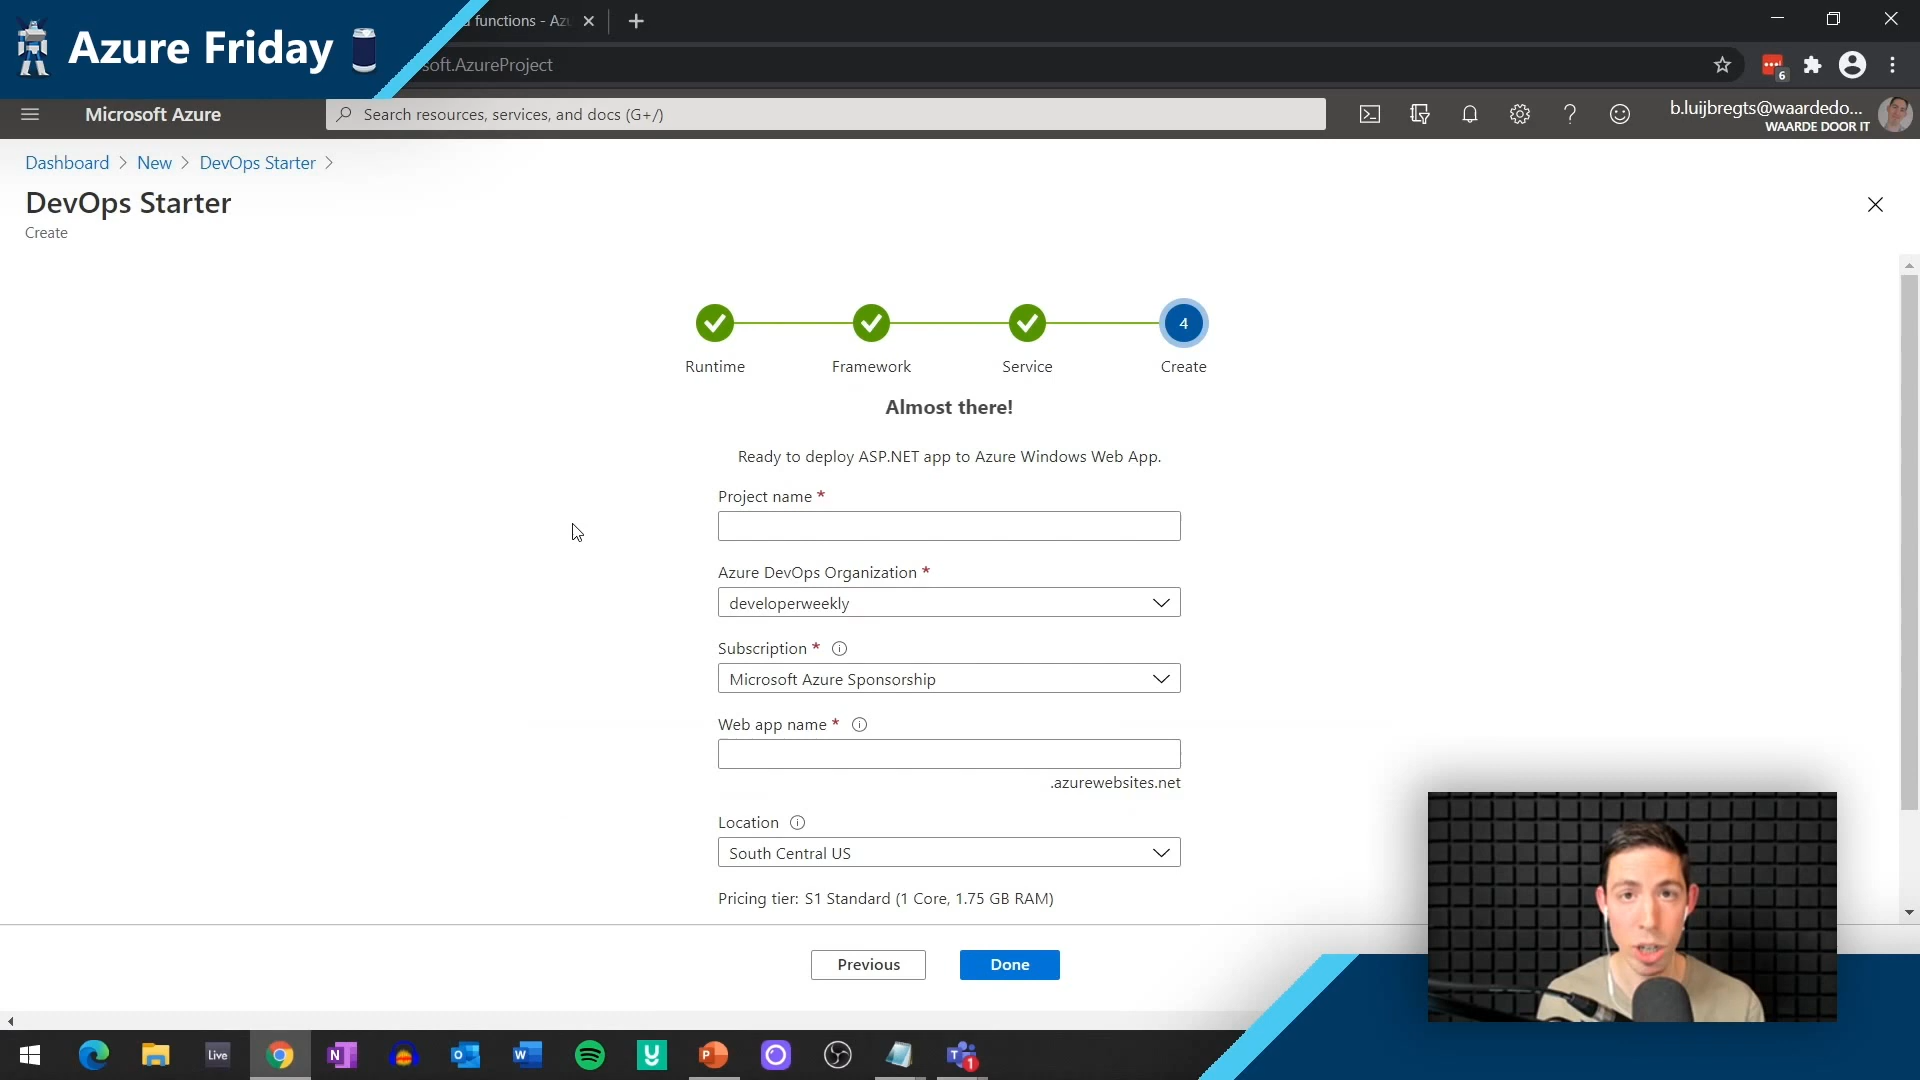 Azure Friday
functions - Az
soft.AzureProject
6
Microsoft Azure
Search resources, services, and docs (G+/)
b.luijbregts@waardedo...
WAARDE DOOR IT
Dashboard > New > DevOps Starter >
DevOps Starter
Create
4
Runtime
Framework
Service
Create
Almost there!
Ready to deploy ASP.NET app to Azure Windows Web App.
Project name *
Azure DevOps Organization *
developerweekly
Subscription *
Microsoft Azure Sponsorship
Web app name *
.azurewebsites.net
Location
South Central US
Pricing tier: S1 Standard (1 Core, 1.75 GB RAM)
Previous
Done
Live
1